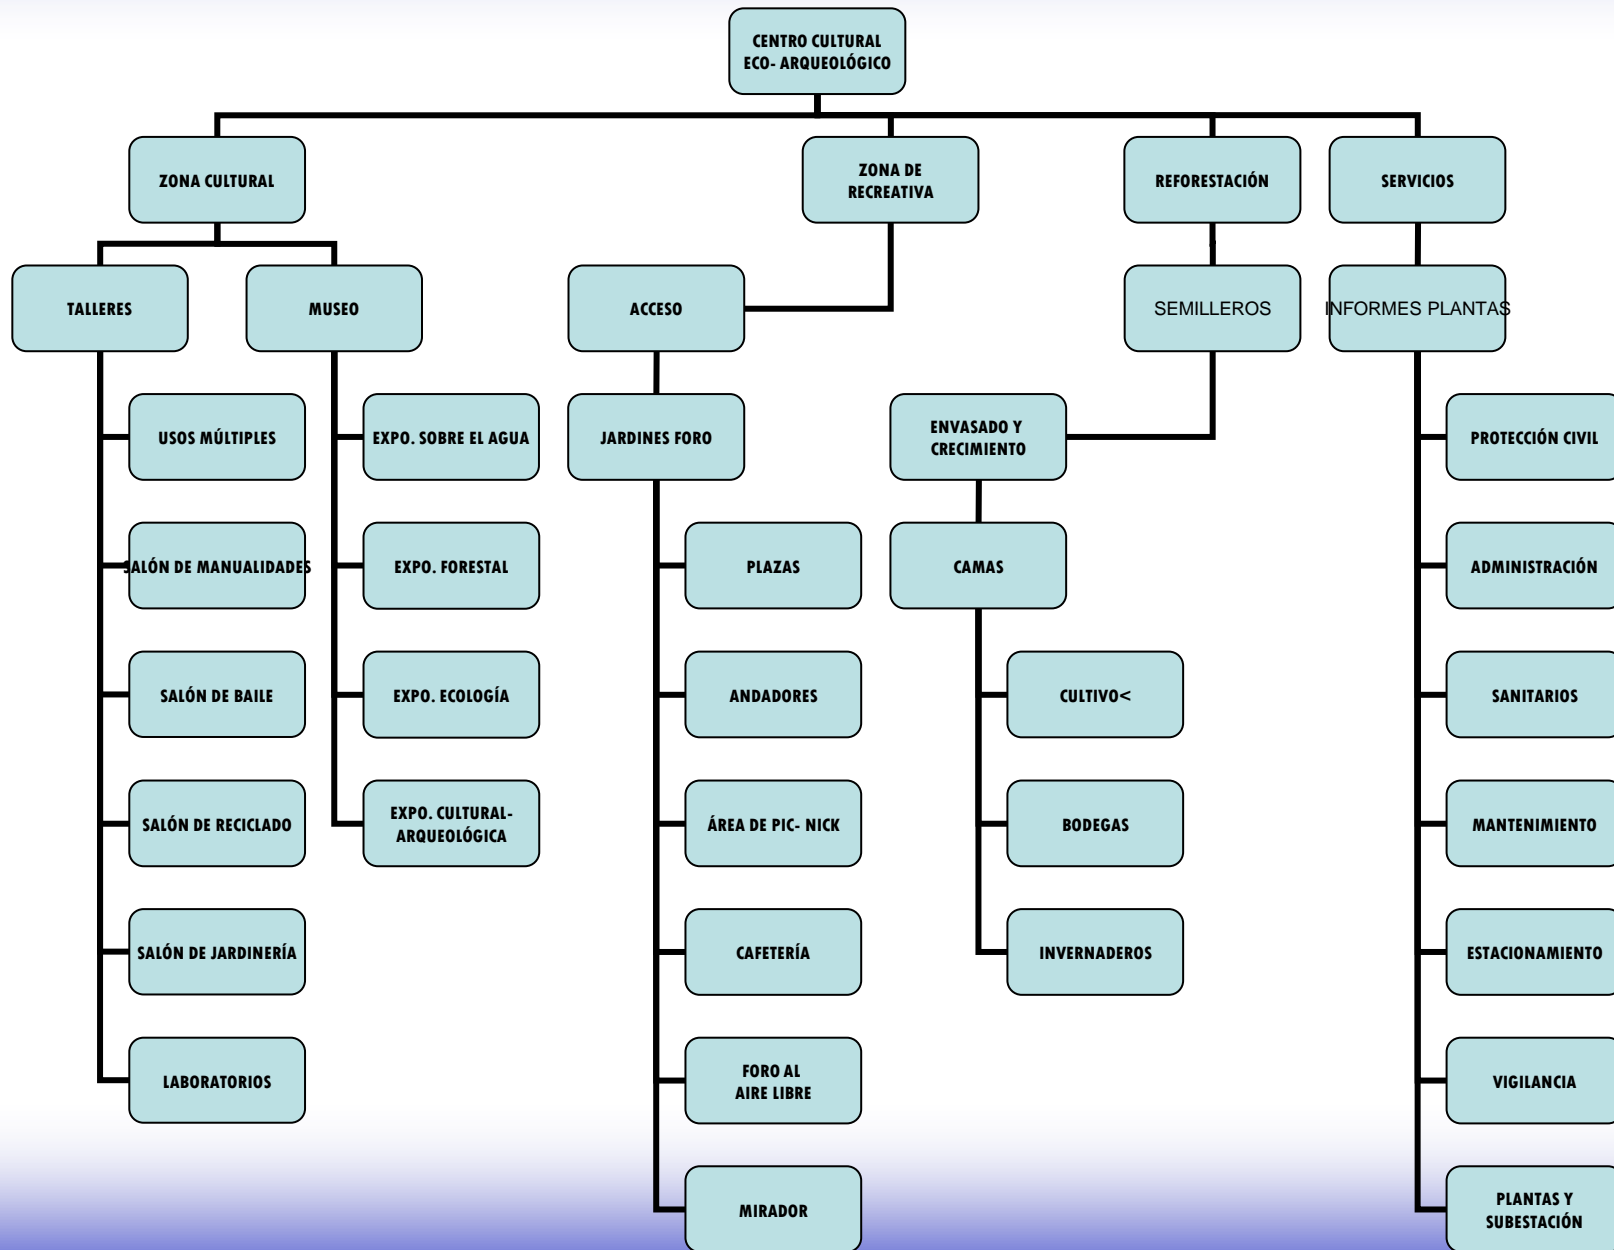 CENTRO CULTURAL
ECO- ARQUEOLÓGICO
ZONA CULTURAL
ZONA DE
RECREATIVA
REFORESTACIÓN
SERVICIOS
TALLERES
MUSEO
ACCESO
SEMILLEROS
INFORMES PLANTAS
USOS MÚLTIPLES
EXPO. SOBRE EL AGUA
JARDINES FORO
ENVASADO Y
CRECIMIENTO
PROTECCIÓN CIVIL
SALÓN DE MANUALIDADES
EXPO. FORESTAL
PLAZAS
CAMAS
ADMINISTRACIÓN
SALÓN DE BAILE
EXPO. ECOLOGÍA
ANDADORES
CULTIVO<
SANITARIOS
SALÓN DE RECICLADO
EXPO. CULTURAL-
ARQUEOLÓGICA
ÁREA DE PIC- NICK
BODEGAS
MANTENIMIENTO
SALÓN DE JARDINERÍA
CAFETERÍA
INVERNADEROS
ESTACIONAMIENTO
LABORATORIOS
FORO AL
AIRE LIBRE
VIGILANCIA
MIRADOR
PLANTAS Y
SUBESTACIÓN